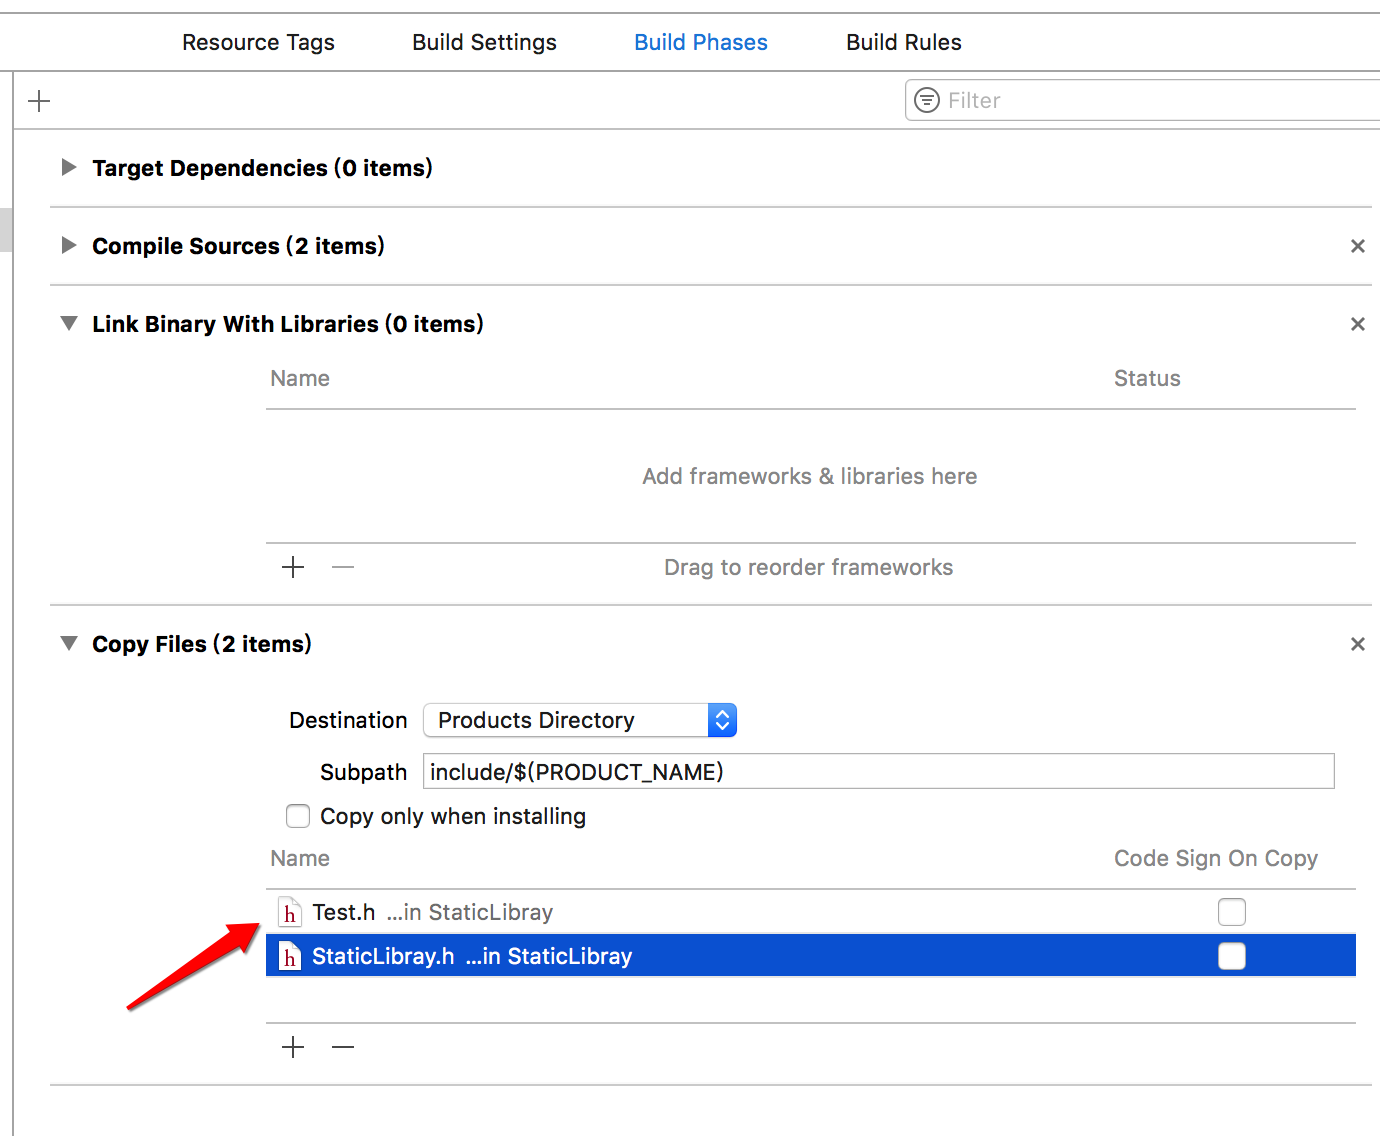 Resource Tags Build Settings Build Phases Build Rules
Filter
Target Dependencies (0 items)
Compile Sources (2 items)
Link Binary With Libraries (0 items)
Name Status
Add frameworks & libraries here
Drag to reorder frameworks
Copy Files (2 items)
Destination Products Directory
Subpath include/$(PRODUCT_NAME)
Copy only when installing
Name Code Sign On Copy
h Test.h ...in StaticLibray
h StaticLibray.h ...in StaticLibray